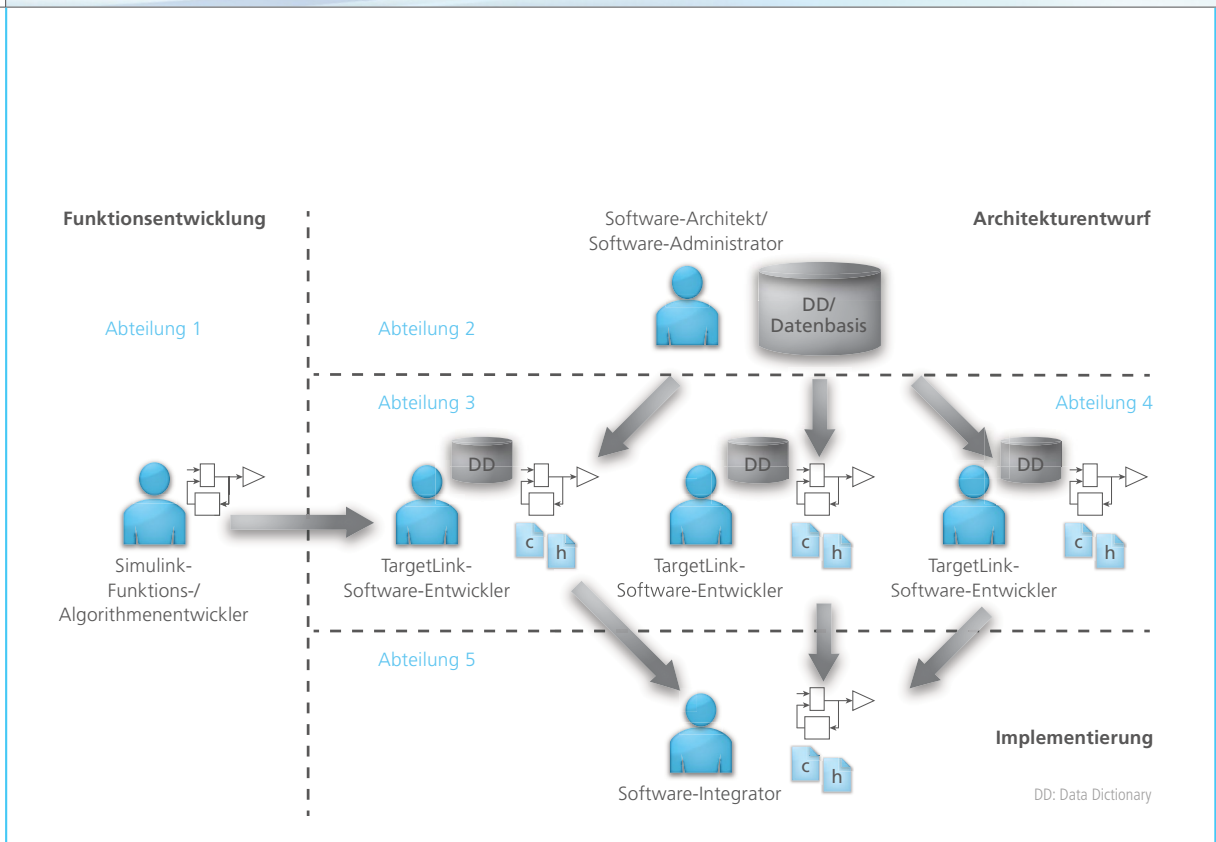 Funktionsentwicklung
Software-Architekt/
Software-Administrator
Architekturentwurf
DD/
Datenbasis
Abteilung 1
Abteilung 2
Abteilung 3
Abteilung 4
DD
DD
DD
c
h
c
h
c
h
Simulink-
Funktions-/
Algorithmenentwickler
TargetLink-
Software-Entwickler
TargetLink-
Software-Entwickler
TargetLink-
Software-Entwickler
Abteilung 5
c
h
Software-Integrator
Implementierung
DD: Data Dictionary